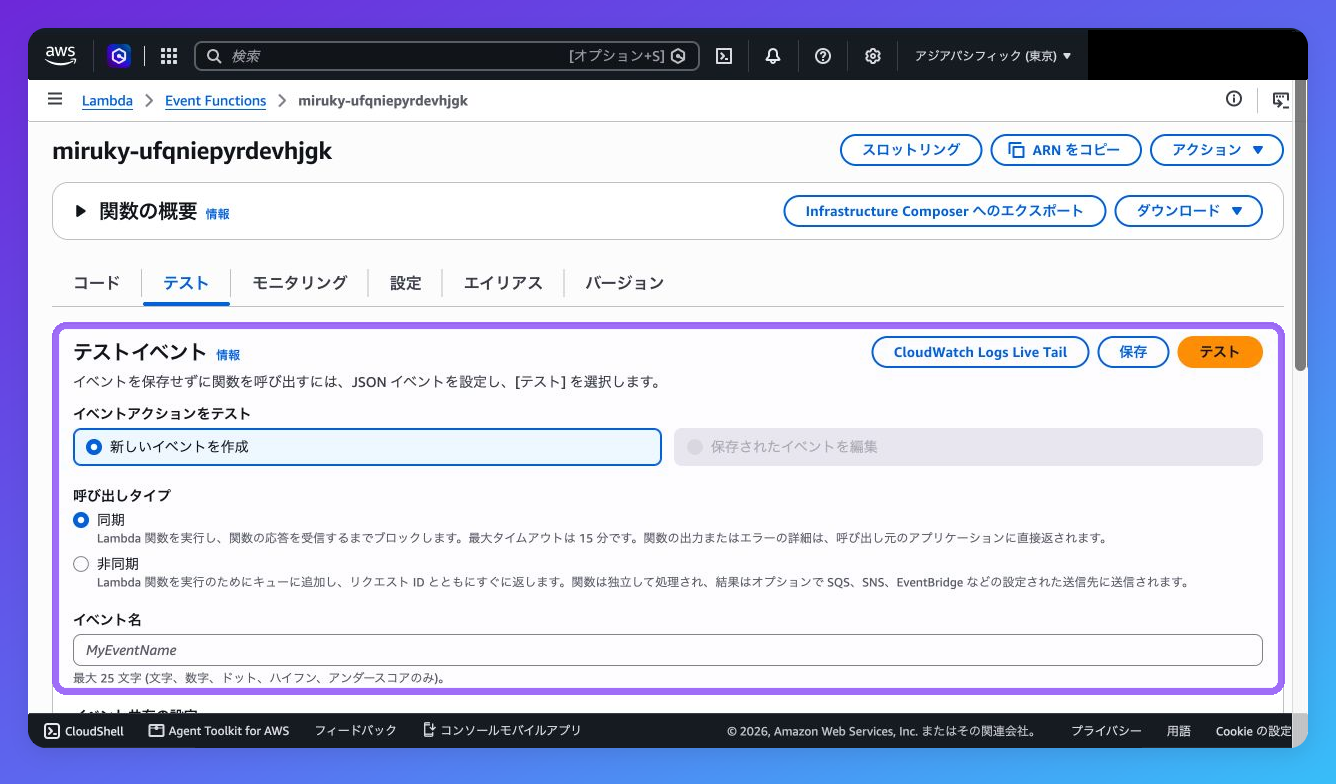 aws 検索 [オプション+S] アジアパシフィック (東京) ▼
Lambda > Event Functions > miruky-ufqniepyrdevhjgk
miruky-ufqniepyrdevhjgk スロットリング ARN をコピー アクション ▼
▶ 関数の概要 情報 Infrastructure Composer へのエクスポート ダウンロード ▼
コード テスト モニタリング 設定 エイリアス バージョン
テストイベント 情報 CloudWatch Logs Live Tail 保存 テスト
イベントを保存せずに関数を呼び出すには、JSON イベントを設定し、[テスト] を選択します。
イベントアクションをテスト
新しいイベントを作成 保存されたイベントを編集
呼び出しタイプ
同期
Lambda 関数を実行し、関数の応答を受信するまでブロックします。最大タイムアウトは 15 分です。関数の出力またはエラーの詳細は、呼び出し元のアプリケーションに直接返されます。
非同期
Lambda 関数を実行のためにキューに追加し、リクエスト ID とともにすぐに返します。関数は独立して処理され、結果はオプションで SQS、SNS、EventBridge などの設定された送信先に送信されます。
イベント名
MyEventName
最大 25 文字 (文字、数字、ドット、ハイフン、アンダースコアのみ)。
イベント共有の設定
CloudShell Agent Toolkit for AWS フィードバック コンソールモバイルアプリ © 2026, Amazon Web Services, Inc. またはその関連会社。 プライバシー 用語 Cookie の設定